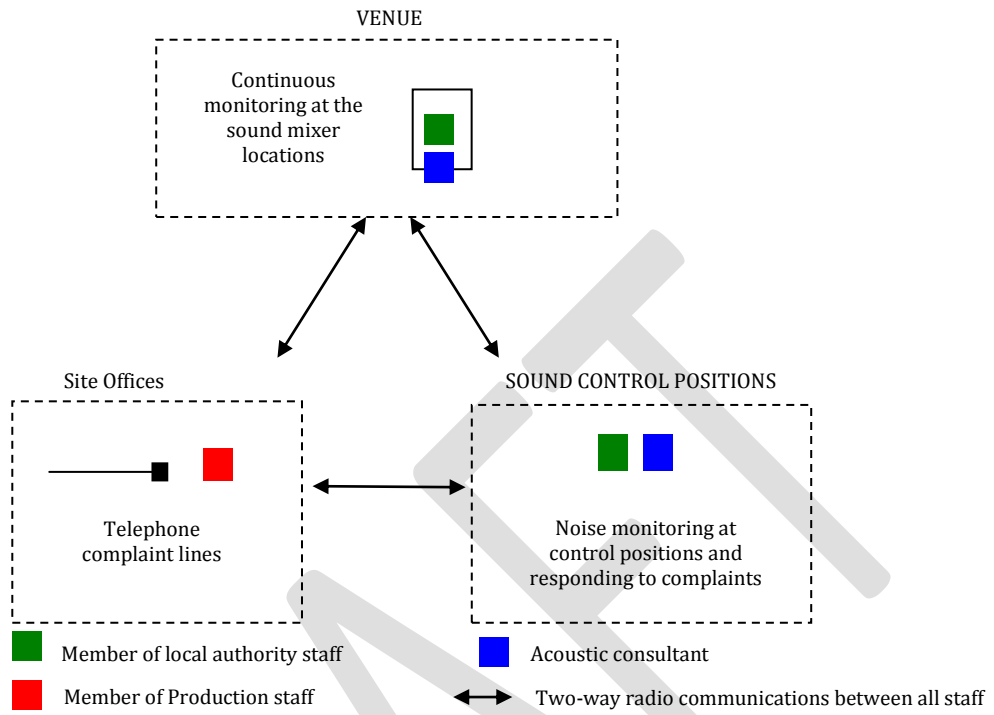 VENUE
Continuous
monitoring at the
sound mixer
locations
Site Offices
SOUND CONTROL POSITIONS
Telephone
complaint lines
Noise monitoring at
control positions and
responding to complaints
Member of local authority staff
Acoustic consultant
Member of Production staff
Two-way radio communications between all staff